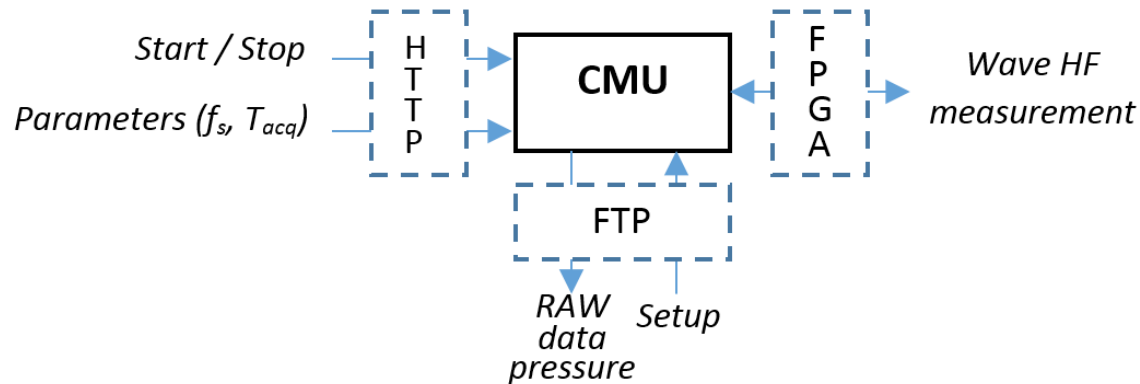 Start / Stop
Parameters (fs, Tacq)
H
T
T
P
CMU
F
P
G
A
Wave HF
measurement
FTP
RAW
data
pressure
Setup